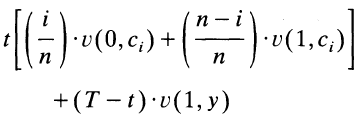 t[(i/n)·v(0,c_i) + ((n−i)/n)·v(1,c_i)]
+(T−t)·v(1,y)